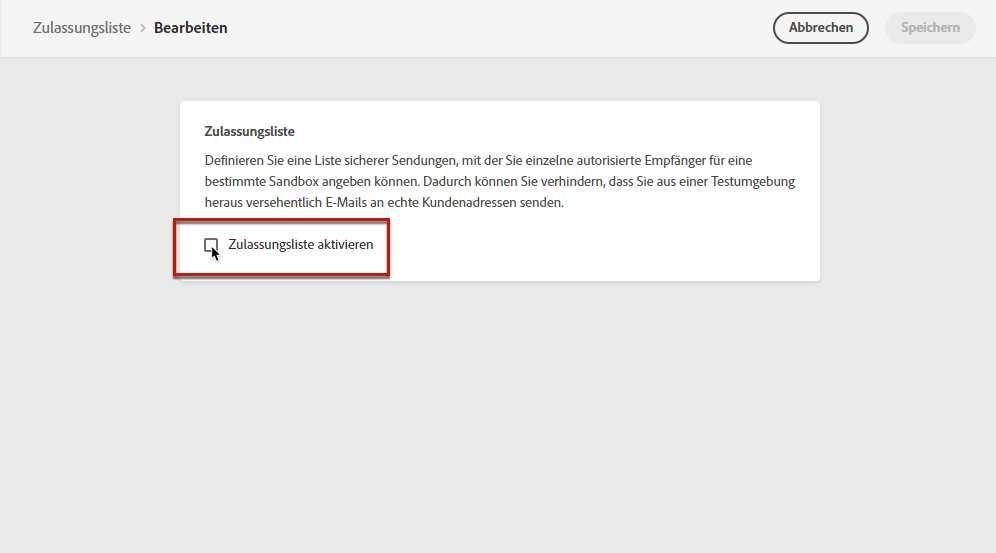 Zulassungsliste > Bearbeiten
Abbrechen
Speichern
Zulassungsliste
Definieren Sie eine Liste sicherer Sendungen, mit der Sie einzelne autorisierte Empfänger für eine
bestimmte Sandbox angeben können. Dadurch können Sie verhindern, dass Sie aus einer Testumgebung
heraus versehentlich E-Mails an echte Kundenadressen senden.
Zulassungsliste aktivieren